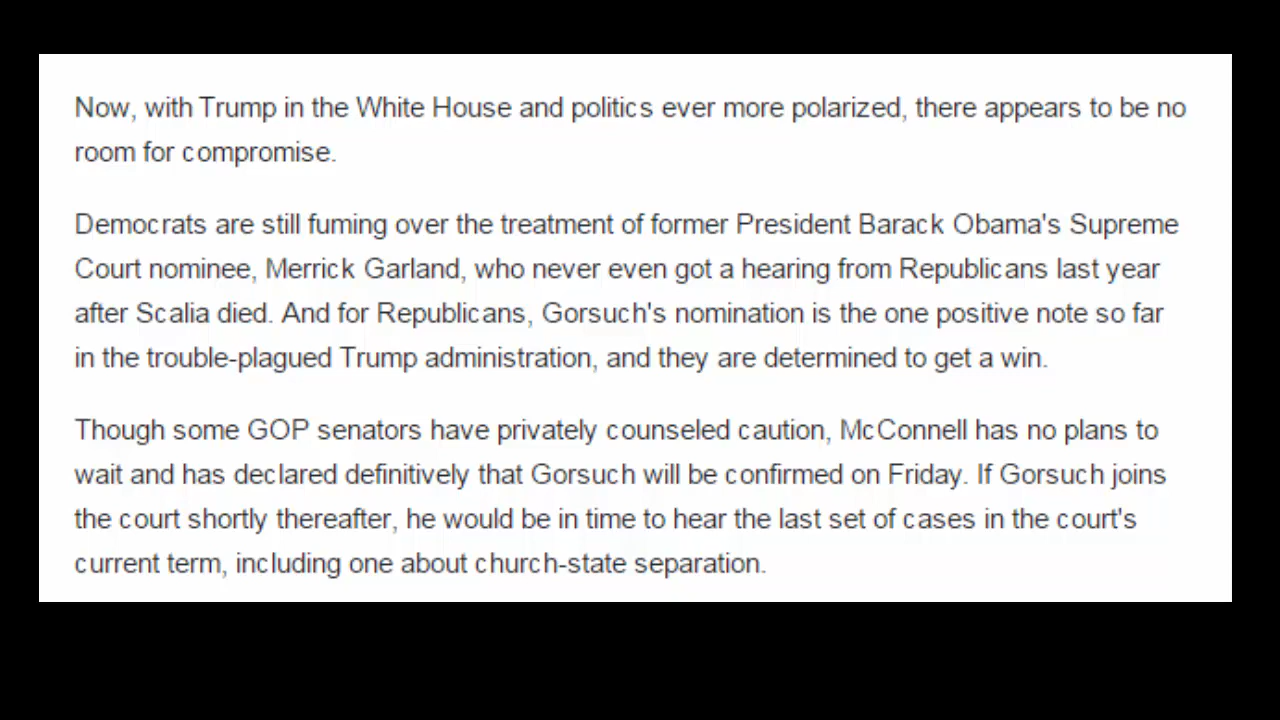 Now, with Trump in the White House and politics ever more polarized, there appears to be no
room for compromise.
Democrats are still fuming over the treatment of former President Barack Obama's Supreme
Court nominee, Merrick Garland, who never even got a hearing from Republicans last year
after Scalia died. And for Republicans, Gorsuch's nomination is the one positive note so far
in the trouble-plagued Trump administration, and they are determined to get a win.
Though some GOP senators have privately counseled caution, McConnell has no plans to
wait and has declared definitively that Gorsuch will be confirmed on Friday. If Gorsuch joins
the court shortly thereafter, he would be in time to hear the last set of cases in the court's
current term, including one about church-state separation.